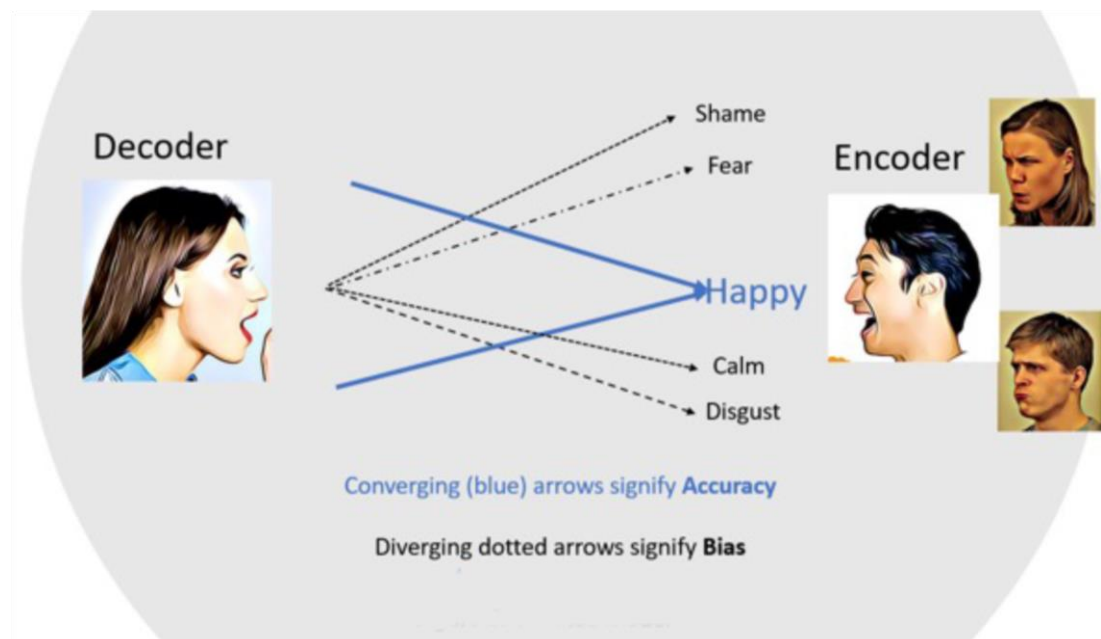 Decoder
Encoder
Shame
Fear
Happy
Calm
Disgust
Converging (blue) arrows signify Accuracy
Diverging dotted arrows signify Bias